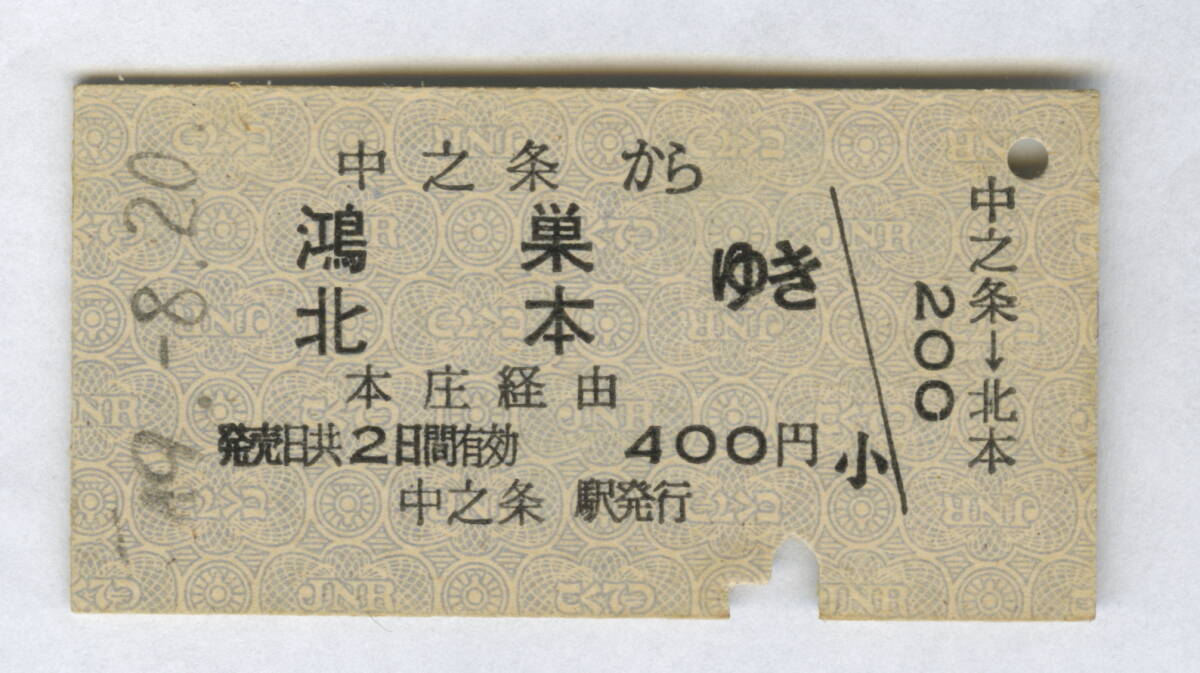 49.-8.20
中之条から
鴻巣
北本
ゆき
本庄経由
発売日共2日間有効 400円
中之条 駅発行
小
中之条→北本
200